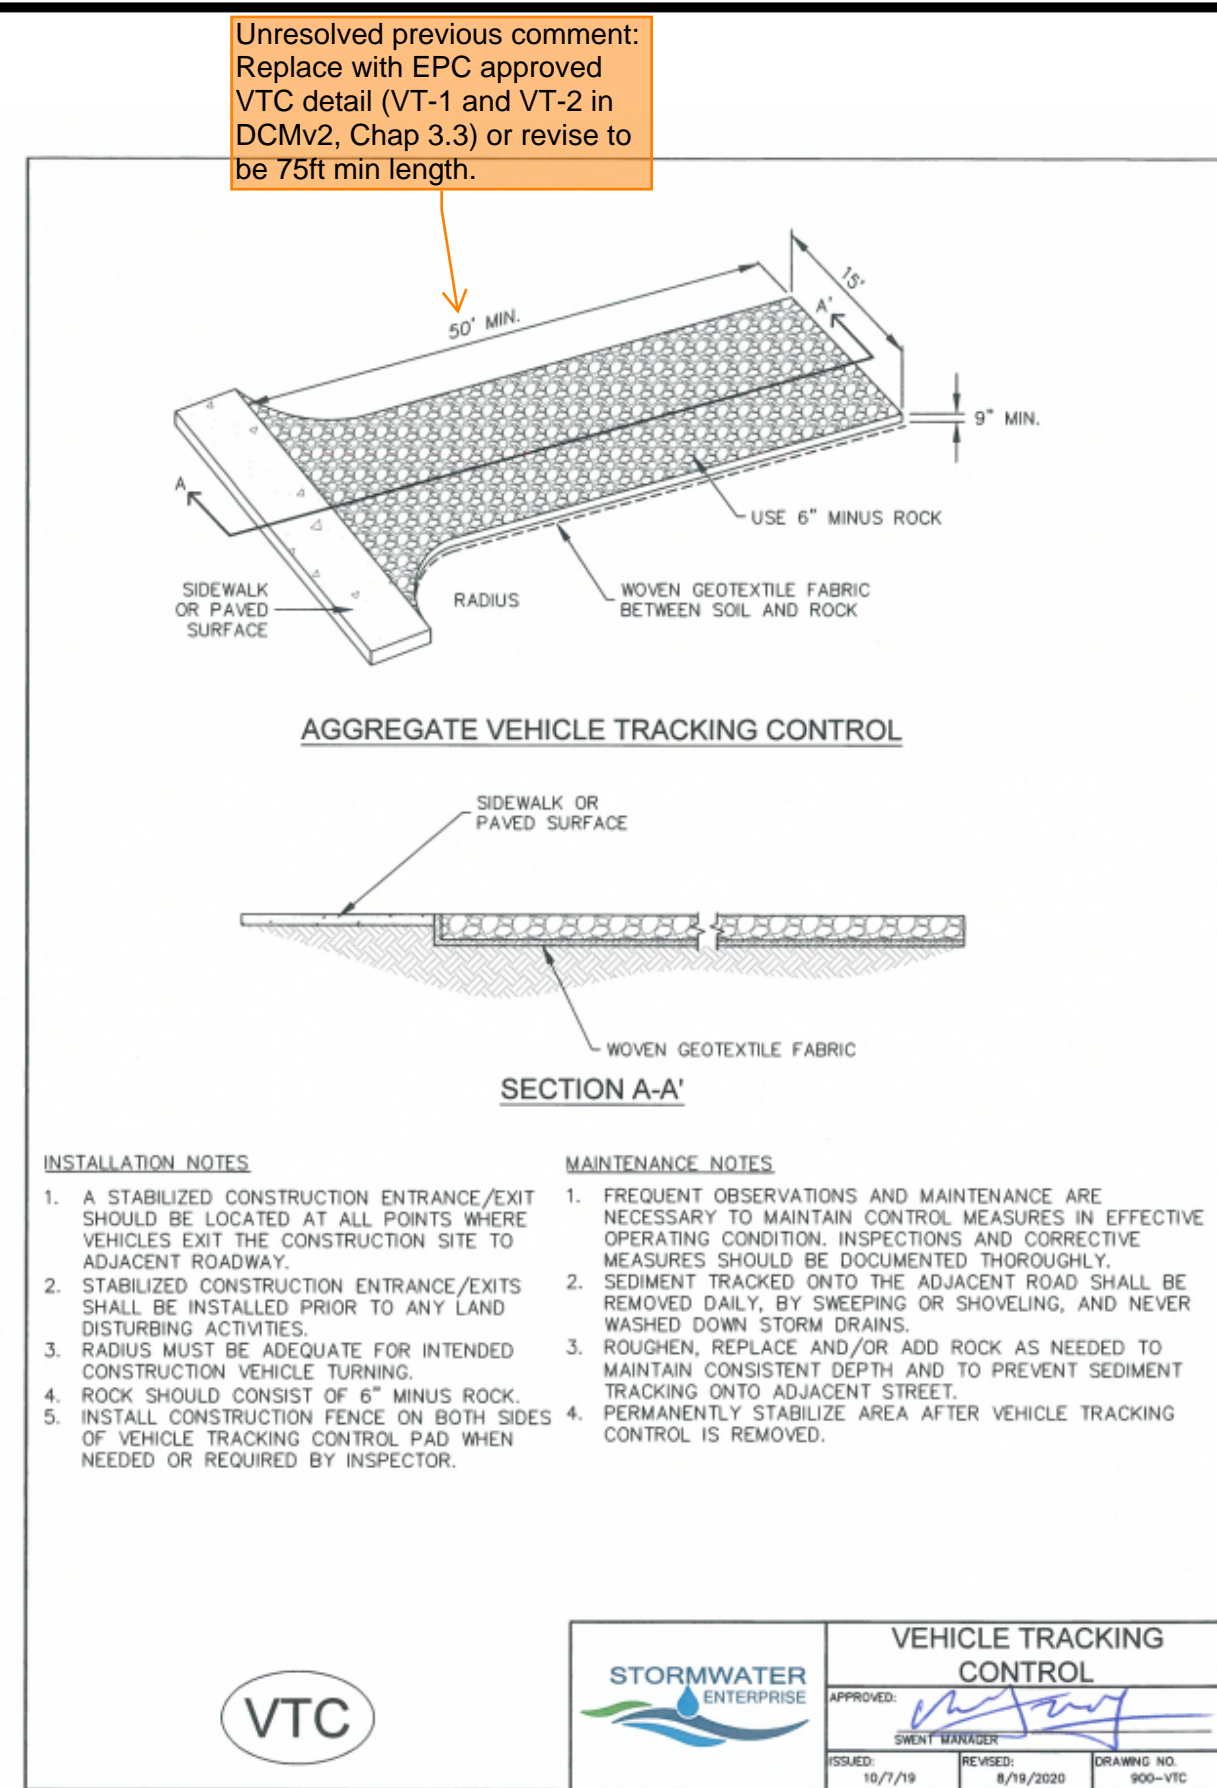 Unresolved previous comment:
Replace with EPC approved
VTC detail (VT-1 and VT-2 in
DCMv2, Chap 3.3) or revise to
be 75ft min length.
50' MIN.
15'
A'
9" MIN.
A
USE 6" MINUS ROCK
SIDEWALK
OR PAVED
SURFACE
RADIUS
WOVEN GEOTEXTILE FABRIC
BETWEEN SOIL AND ROCK
AGGREGATE VEHICLE TRACKING CONTROL
SIDEWALK OR
PAVED SURFACE
WOVEN GEOTEXTILE FABRIC
SECTION A-A'
INSTALLATION NOTES
1. A STABILIZED CONSTRUCTION ENTRANCE/EXIT
SHOULD BE LOCATED AT ALL POINTS WHERE
VEHICLES EXIT THE CONSTRUCTION SITE TO
ADJACENT ROADWAY.
2. STABILIZED CONSTRUCTION ENTRANCE/EXITS
SHALL BE INSTALLED PRIOR TO ANY LAND
DISTURBING ACTIVITIES.
3. RADIUS MUST BE ADEQUATE FOR INTENDED
CONSTRUCTION VEHICLE TURNING.
4. ROCK SHOULD CONSIST OF 6" MINUS ROCK.
5. INSTALL CONSTRUCTION FENCE ON BOTH SIDES
OF VEHICLE TRACKING CONTROL PAD WHEN
NEEDED OR REQUIRED BY INSPECTOR.
MAINTENANCE NOTES
1. FREQUENT OBSERVATIONS AND MAINTENANCE ARE
NECESSARY TO MAINTAIN CONTROL MEASURES IN EFFECTIVE
OPERATING CONDITION. INSPECTIONS AND CORRECTIVE
MEASURES SHOULD BE DOCUMENTED THOROUGHLY.
2. SEDIMENT TRACKED ONTO THE ADJACENT ROAD SHALL BE
REMOVED DAILY, BY SWEEPING OR SHOVELING, AND NEVER
WASHED DOWN STORM DRAINS.
3. ROUGHEN, REPLACE AND/OR ADD ROCK AS NEEDED TO
MAINTAIN CONSISTENT DEPTH AND TO PREVENT SEDIMENT
TRACKING ONTO ADJACENT STREET.
4. PERMANENTLY STABILIZE AREA AFTER VEHICLE TRACKING
CONTROL IS REMOVED.
VTC
STORMWATER
ENTERPRISE
VEHICLE TRACKING
CONTROL
APPROVED:
SWENT MANAGER
ISSUED:
10/7/19
REVISED:
8/19/2020
DRAWING NO.
900-VTC